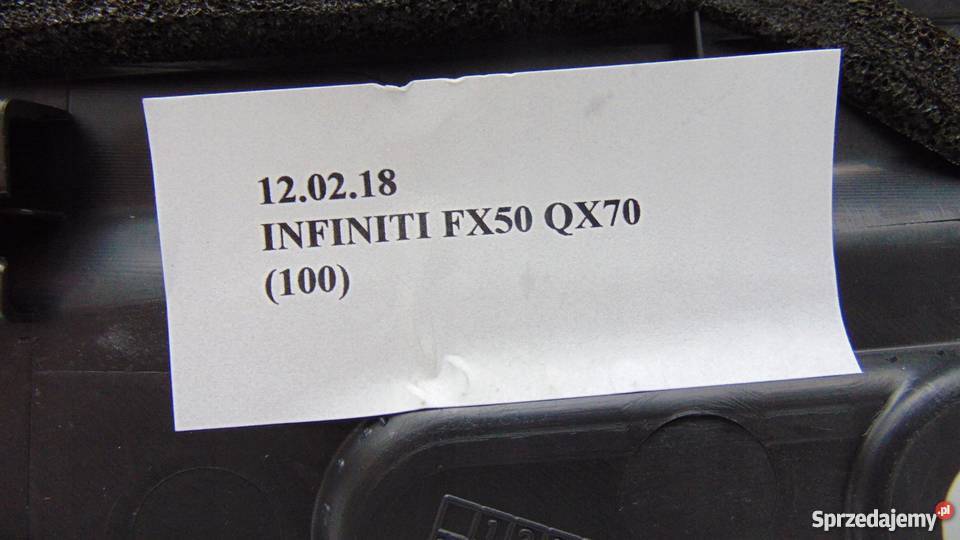 12.02.18
INFINITI FX50 QX70
(100)
Sprzedajemy.pl